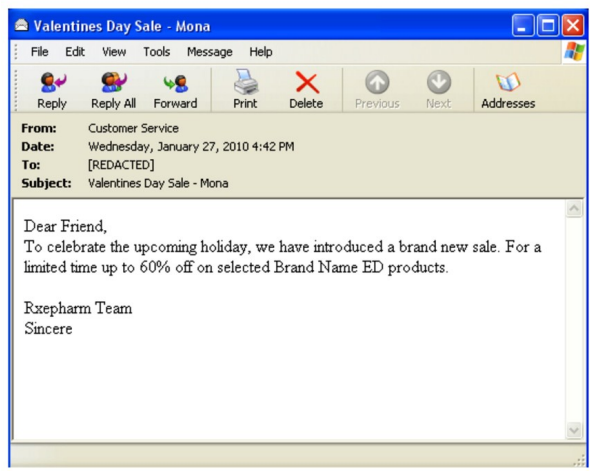 Valentines Day Sale - Mona
File Edit View Tools Message Help
Reply Reply All Forward Print Delete Previous Next Addresses
From: Customer Service
Date: Wednesday, January 27, 2010 4:42 PM
To: [REDACTED]
Subject: Valentines Day Sale - Mona
Dear Friend,
To celebrate the upcoming holiday, we have introduced a brand new sale. For a
limited time up to 60% off on selected Brand Name ED products.
Rxepharm Team
Sincere